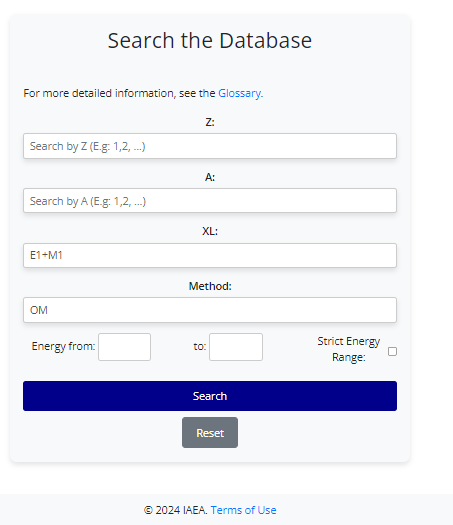 Search the Database
For more detailed information, see the Glossary.
Z:
Search by Z (E.g: 1,2, ...)
A:
Search by A (E.g: 1,2, ...)
XL:
E1+M1
Method:
OM
Energy from: to: Strict Energy
Range:
Search
Reset
© 2024 IAEA. Terms of Use